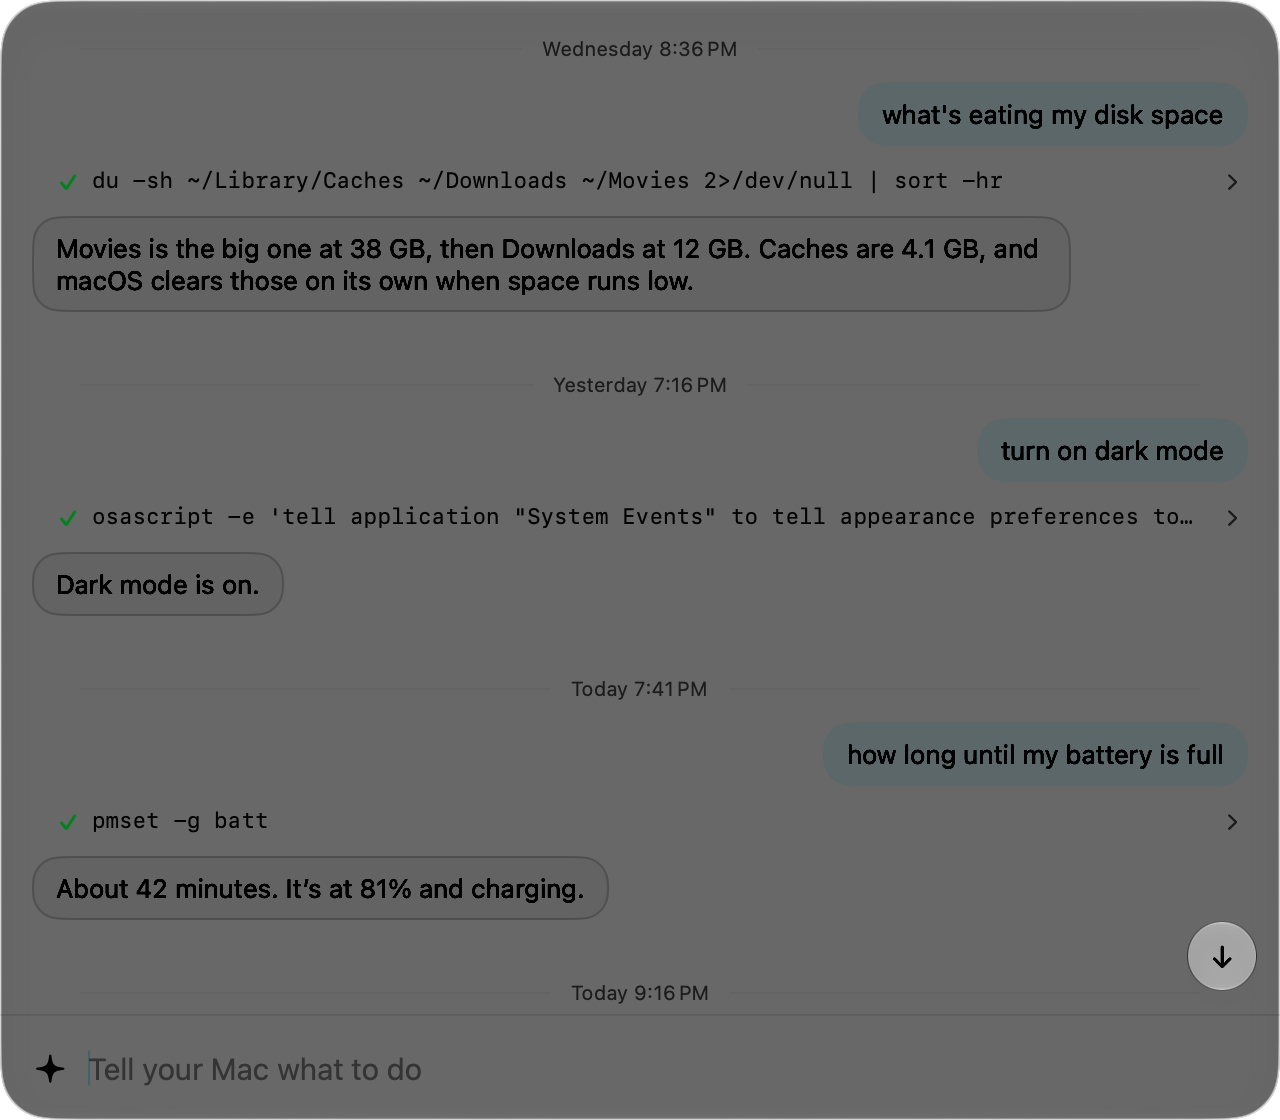 Wednesday 8:36 PM
what's eating my disk space
du -sh ~/Library/Caches ~/Downloads ~/Movies 2>/dev/null | sort -hr
Movies is the big one at 38 GB, then Downloads at 12 GB. Caches are 4.1 GB, and
macOS clears those on its own when space runs low.
Yesterday 7:16 PM
turn on dark mode
osascript -e 'tell application "System Events" to tell appearance preferences to…
Dark mode is on.
Today 7:41 PM
how long until my battery is full
pmset -g batt
About 42 minutes. It’s at 81% and charging.
Today 9:16 PM
Tell your Mac what to do